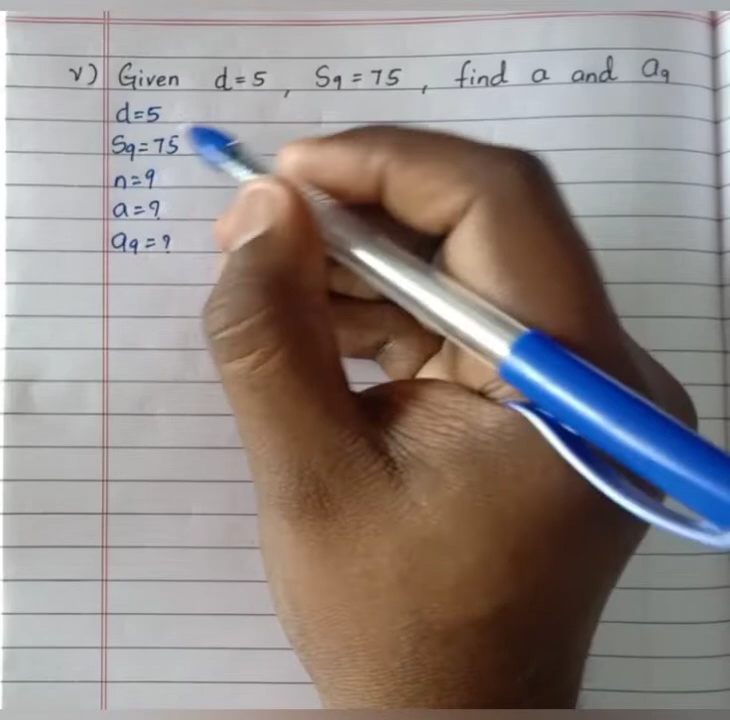 v) Given d=5, S9=75, find a and a9
d=5
S9=75
n=9
a=?
a9=?